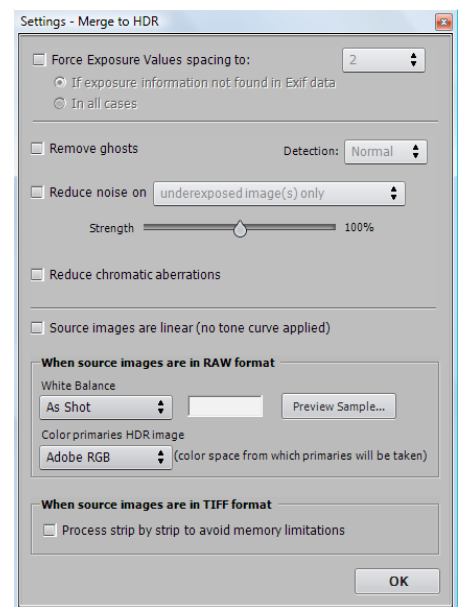 Settings - Merge to HDR
Force Exposure Values spacing to: 2
If exposure information not found in Exif data
In all cases
Remove ghosts Detection: Normal
Reduce noise on underexposed image(s) only
Strength 100%
Reduce chromatic aberrations
Source images are linear (no tone curve applied)
When source images are in RAW format
White Balance
As Shot Preview Sample...
Color primaries HDR image
Adobe RGB (color space from which primaries will be taken)
When source images are in TIFF format
Process strip by strip to avoid memory limitations
OK